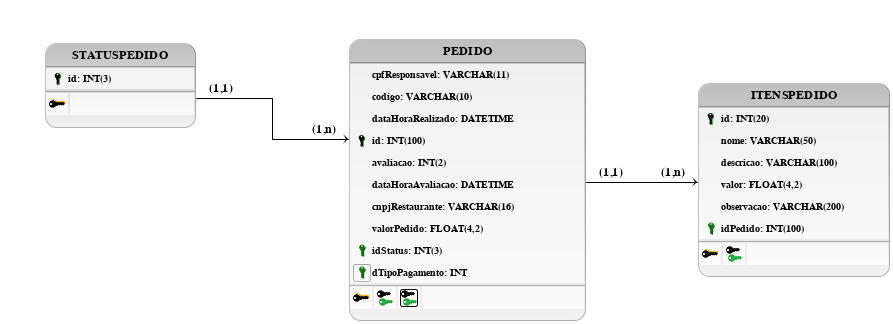 STATUSPEDIDO
id: INT(3)
(1,1)
(1,n)
PEDIDO
cpfResponsavel: VARCHAR(11)
codigo: VARCHAR(10)
dataHoraRealizado: DATETIME
id: INT(100)
avaliacao: INT(2)
dataHoraAvaliacao: DATETIME
cnpjRestaurante: VARCHAR(16)
valorPedido: FLOAT(4,2)
idStatus: INT(3)
dTipoPagamento: INT
(1,1)
(1,n)
ITENSPEDIDO
id: INT(20)
nome: VARCHAR(50)
descricao: VARCHAR(100)
valor: FLOAT(4,2)
observacao: VARCHAR(200)
idPedido: INT(100)